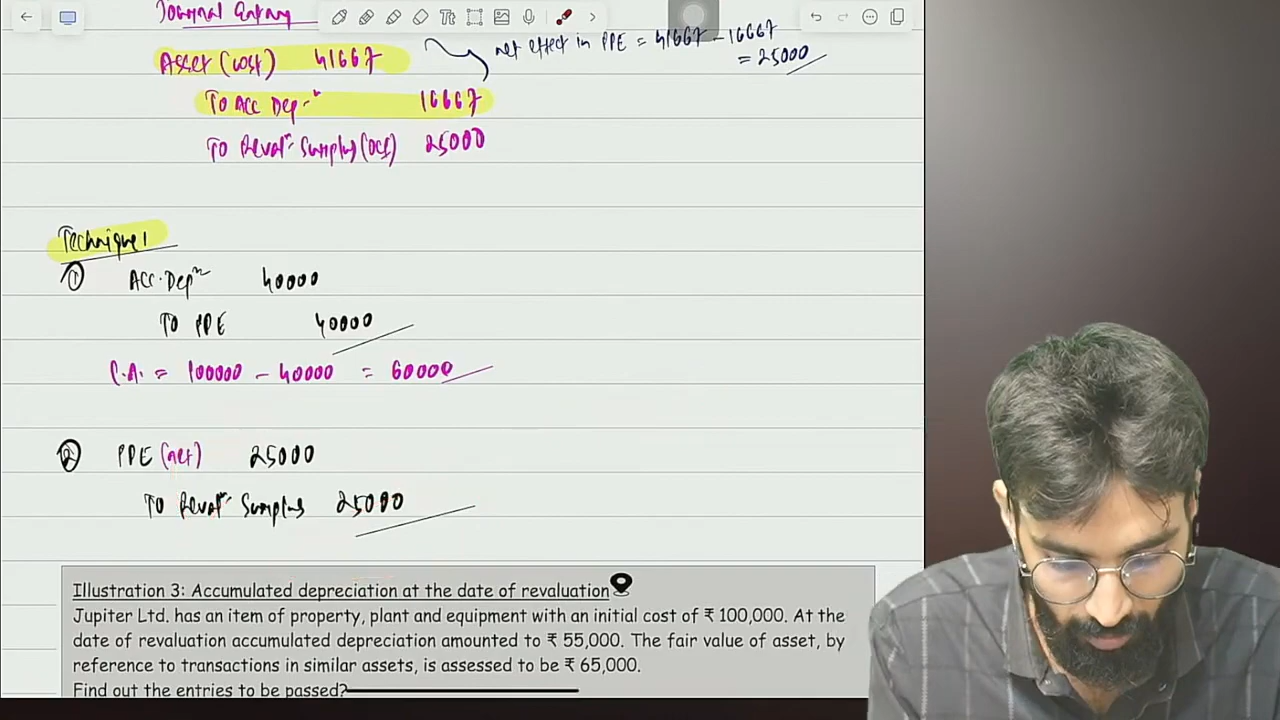 Journal Entry
net effect in PPE = 41667 - 16667
= 25000
Asset (cost) 41667
To Acc Depⁿ 16667
To Revalⁿ Surplus (OCI) 25000
Technique 1
① Acc. Depⁿ 40000
To PPE 40000
C.A. = 100000 - 40000 = 60000
② PPE (net) 25000
To Revalⁿ Surplus 25000
Illustration 3: Accumulated depreciation at the date of revaluation
Jupiter Ltd. has an item of property, plant and equipment with an initial cost of ₹ 100,000. At the
date of revaluation accumulated depreciation amounted to ₹ 55,000. The fair value of asset, by
reference to transactions in similar assets, is assessed to be ₹ 65,000.
Find out the entries to be passed?